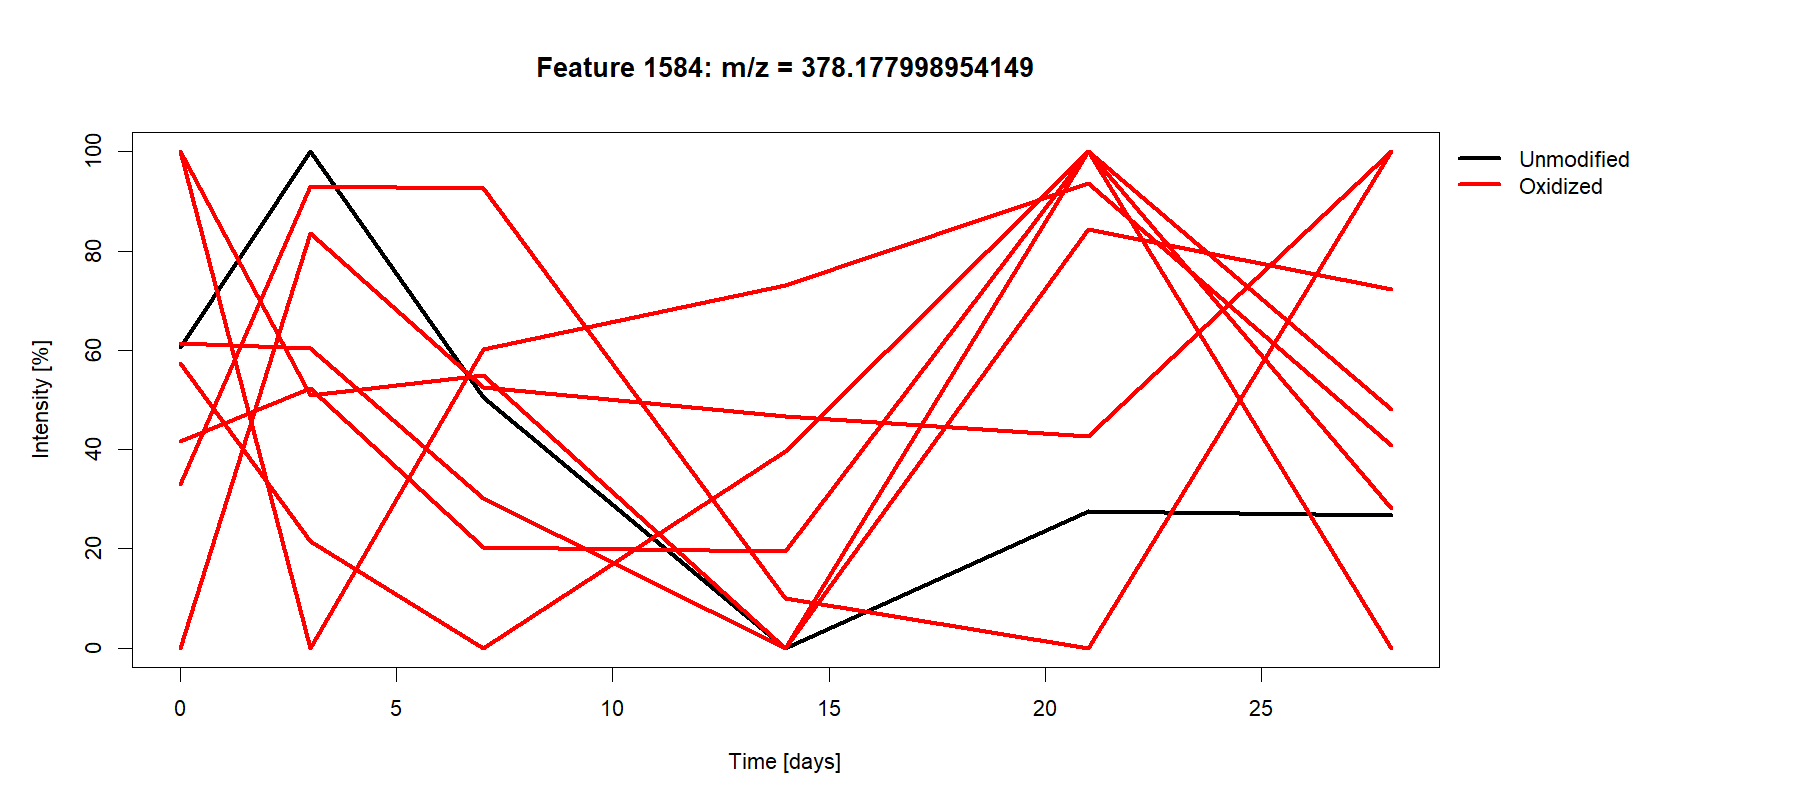 Feature 1584: m/z = 378.177998954149
Unmodified
Oxidized
Intensity [%]
100
80
60
40
20
0
0 5 10 15 20 25
Time [days]